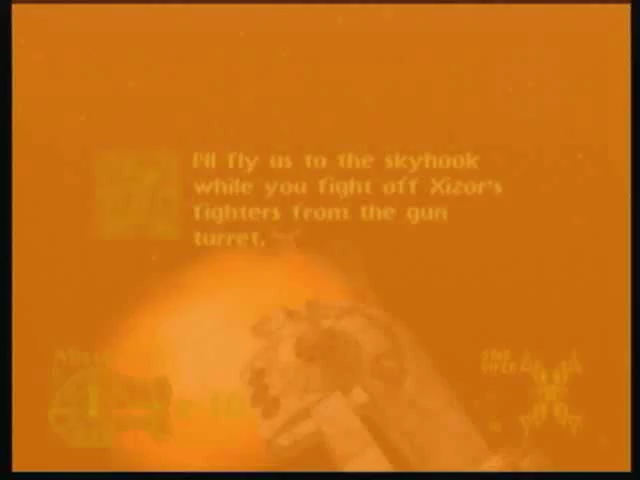 I'll fly us to the skyhook
while you fight off Xizor's
fighters from the gun
turret.